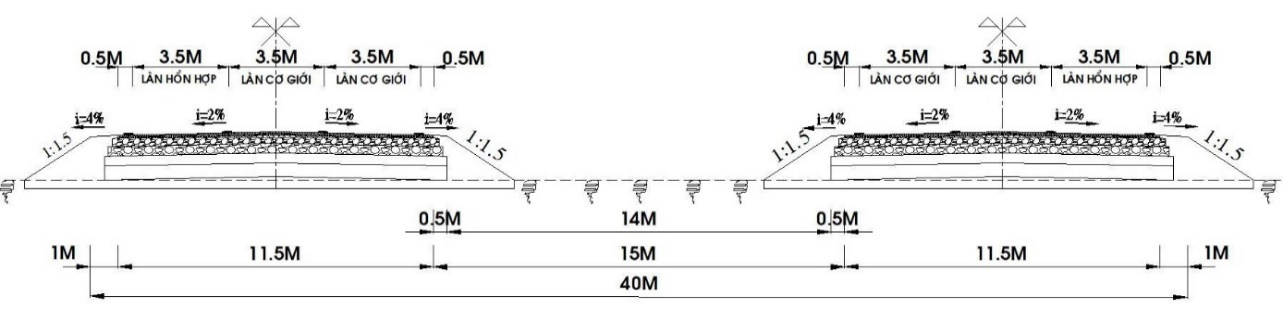 0.5M 3.5M 3.5M 3.5M 0.5M 0.5M 3.5M 3.5M 3.5M 0.5M
LÀN HỔN HỢP LÀN CƠ GIỚI LÀN CƠ GIỚI LÀN CƠ GIỚI LÀN CƠ GIỚI LÀN HỔN HỢP
i=4% i=2% i=2% i=4% i=4% i=2% i=2% i=4%
1:1.5 1:1.5 1:1.5 1:1.5
0.5M 14M 0.5M
1M 11.5M 15M 11.5M 1M
40M